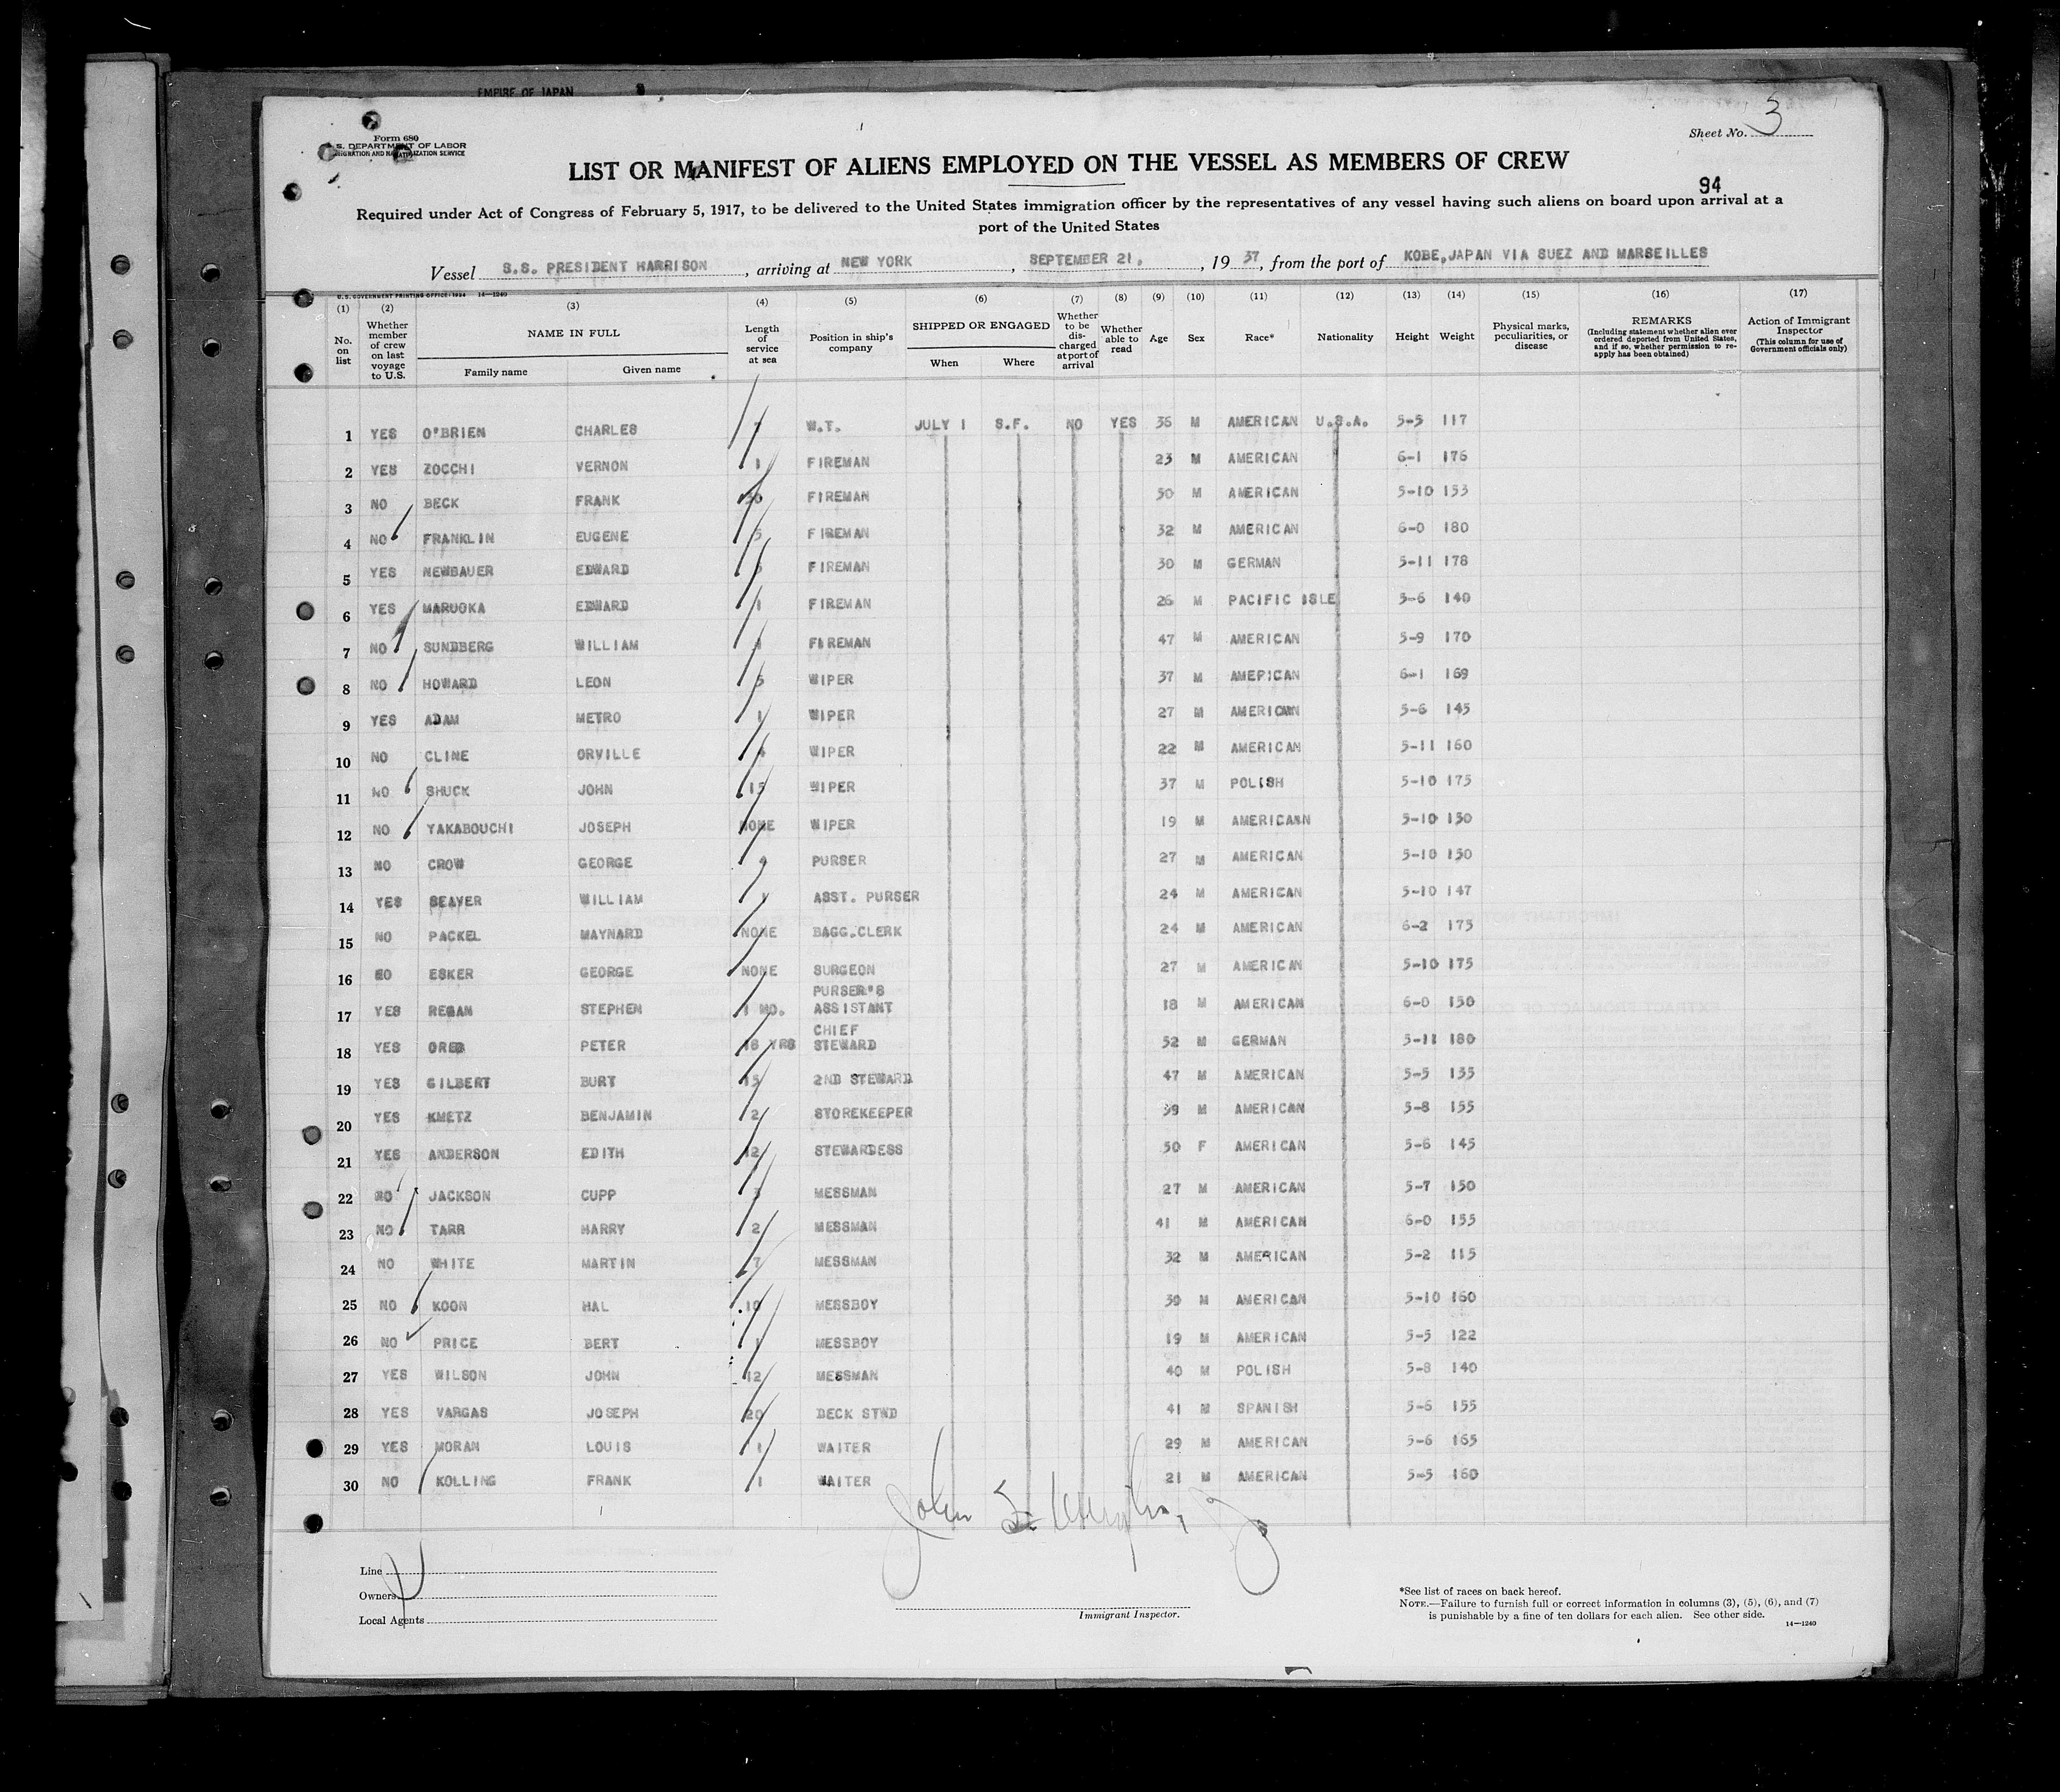 EMPIRE OF JAPAN
Form 680
U.S. DEPARTMENT OF LABOR
IMMIGRATION AND NATURALIZATION SERVICE
Sheet No. 3
LIST OR MANIFEST OF ALIENS EMPLOYED ON THE VESSEL AS MEMBERS OF CREW
94
Required under Act of Congress of February 5, 1917, to be delivered to the United States immigration officer by the representatives of any vessel having such aliens on board upon arrival at a
port of the United States
Vessel S.S. PRESIDENT HARRISON, arriving at NEW YORK, SEPTEMBER 21, 1937, from the port of KOBE, JAPAN VIA SUEZ AND MARSEILLES
U.S. GOVERNMENT PRINTING OFFICE: 1934 14—1240
(1) (2) (3) (4) (5) (6) (7) (8) (9) (10) (11) (12) (13) (14) (15) (16) (17)
No. on list
Whether member of crew on last voyage to U.S.
NAME IN FULL
Family name
Given name
Length of service at sea
Position in ship's company
SHIPPED OR ENGAGED
When
Where
Whether to be discharged at port of arrival
Whether able to read
Age
Sex
Race*
Nationality
Height
Weight
Physical marks, peculiarities, or disease
REMARKS
(Including statement whether alien ever ordered deported from United States, and if so, whether permission to re-apply has been obtained)
Action of Immigrant Inspector
(This column for use of Government officials only)
1 YES O'BRIEN CHARLES W.T. JULY 1 S.F. NO YES 36 M AMERICAN U.S.A. 5-5 117
2 YES ZOCCHI VERNON 1 FIREMAN 23 M AMERICAN 6-1 176
3 NO BECK FRANK 30 FIREMAN 50 M AMERICAN 5-10 153
4 NO FRANKLIN EUGENE 5 FIREMAN 32 M AMERICAN 6-0 180
5 YES NEWBAUER EDWARD FIREMAN 30 M GERMAN 5-11 178
6 YES MARUOKA EDWARD 1 FIREMAN 26 M PACIFIC ISLE 5-6 140
7 NO SUNDBERG WILLIAM FIREMAN 47 M AMERICAN 5-9 170
8 NO HOWARD LEON 5 WIPER 37 M AMERICAN 6-1 169
9 YES ADAM METRO 1 WIPER 27 M AMERICAN 5-6 145
10 NO CLINE ORVILLE 4 WIPER 22 M AMERICAN 5-11 160
11 NO SHUCK JOHN 15 WIPER 37 M POLISH 5-10 175
12 NO YAKABOUCHI JOSEPH NONE WIPER 19 M AMERICANN 5-10 150
13 NO CROW GEORGE PURSER 27 M AMERICAN 5-10 150
14 YES BEAVER WILLIAM ASST. PURSER 24 M AMERICAN 5-10 147
15 NO PACKEL MAYNARD NONE BAGG.CLERK 24 M AMERICAN 6-2 175
16 NO ESKER GEORGE NONE SURGEON 27 M AMERICAN 5-10 175
17 YES REGAN STEPHEN 1 MO. PURSER'S ASSISTANT 18 M AMERICAN 6-0 150
18 YES PETER YRS CHIEF STEWARD 52 M GERMAN 5-11 180
19 YES GILBERT BURT 15 2ND STEWARD 47 M AMERICAN 5-5 135
20 YES KMETZ BENJAMIN 2 STOREKEEPER 39 M AMERICAN 5-8 155
21 YES ANDERSON EDITH 12 STEWARDESS 50 F AMERICAN 5-6 145
22 NO JACKSON CUPP 3 MESSMAN 27 M AMERICAN 5-7 150
23 NO TARR HARRY 2 MESSMAN 41 M AMERICAN 6-0 155
24 NO WHITE MARTIN 7 MESSMAN 32 M AMERICAN 5-2 115
25 NO KOON HAL 10 MESSBOY 30 M AMERICAN 5-10 160
26 NO PRICE BERT 1 MESSBOY 19 M AMERICAN 5-5 122
27 YES WILSON JOHN 12 MESSMAN 40 M POLISH 5-8 140
28 YES VARGAS JOSEPH 20 DECK STWD 41 M SPANISH 5-6 155
29 YES MORAN LOUIS 1 WAITER 29 M AMERICAN 5-6 165
30 NO KOLLING FRANK 1 WAITER 21 M AMERICAN 5-5 160
John
Line
Owners
Local Agents
Immigrant Inspector.
*See list of races on back hereof.
NOTE.—Failure to furnish full or correct information in columns (3), (5), (6), and (7)
is punishable by a fine of ten dollars for each alien. See other side.
14—1240